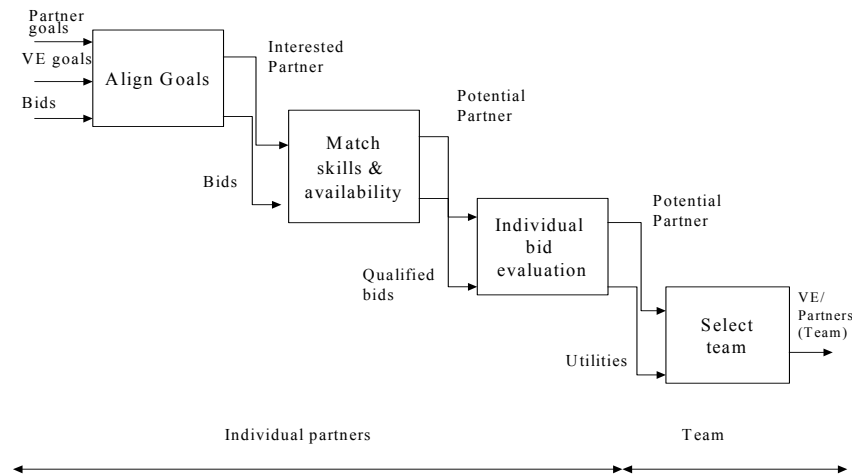 Partner
goals
VE goals
Bids
Align Goals
Interested
Partner
Bids
Match
skills &
availability
Potential
Partner
Qualified
bids
Individual
bid
evaluation
Potential
Partner
Utilities
Select
team
VE/
Partners
(Team)
Individual partners
Team